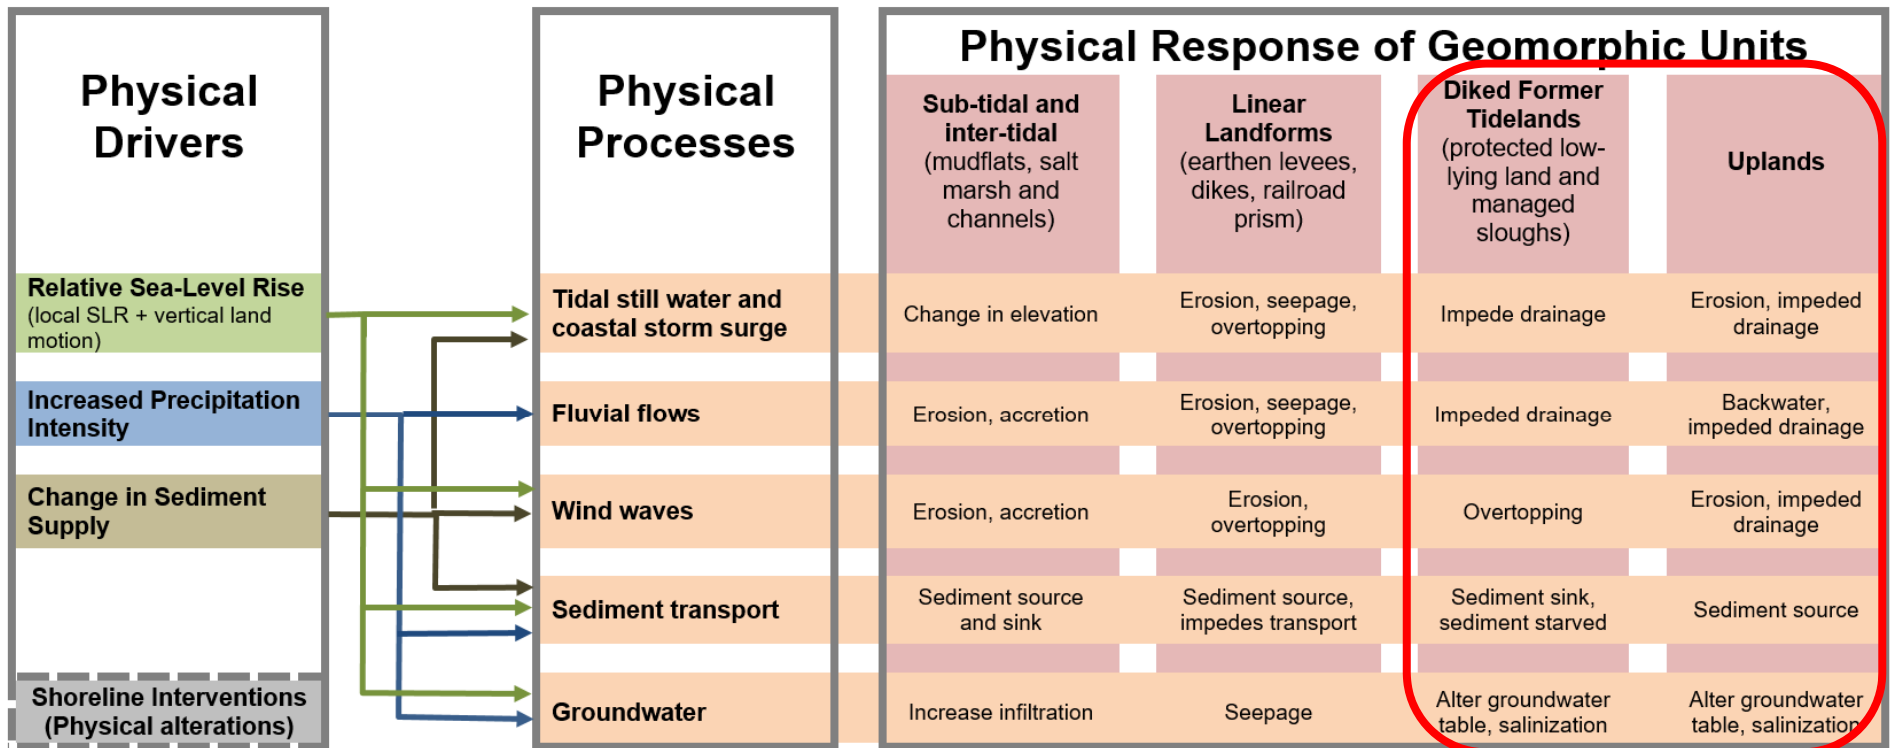 Physical Response of Geomorphic Units
Physical
Drivers
Physical
Processes
Sub-tidal and
inter-tidal
(mudflats, salt
marsh and
channels)
Linear
Landforms
(earthen levees,
dikes, railroad
prism)
Diked Former
Tidelands
(protected low-
lying land and
managed
sloughs)
Uplands
Relative Sea-Level Rise
(local SLR + vertical land
motion)
Tidal still water and
coastal storm surge
Change in elevation
Erosion, seepage,
overtopping
Impede drainage
Erosion, impeded
drainage
Increased Precipitation
Intensity
Fluvial flows
Erosion, accretion
Erosion, seepage,
overtopping
Impeded drainage
Backwater,
impeded drainage
Change in Sediment
Supply
Wind waves
Erosion, accretion
Erosion,
overtopping
Overtopping
Erosion, impeded
drainage
Sediment transport
Sediment source
and sink
Sediment source,
impedes transport
Sediment sink,
sediment starved
Sediment source
Shoreline Interventions
(Physical alterations)
Groundwater
Increase infiltration
Seepage
Alter groundwater
table, salinization
Alter groundwater
table, salinization